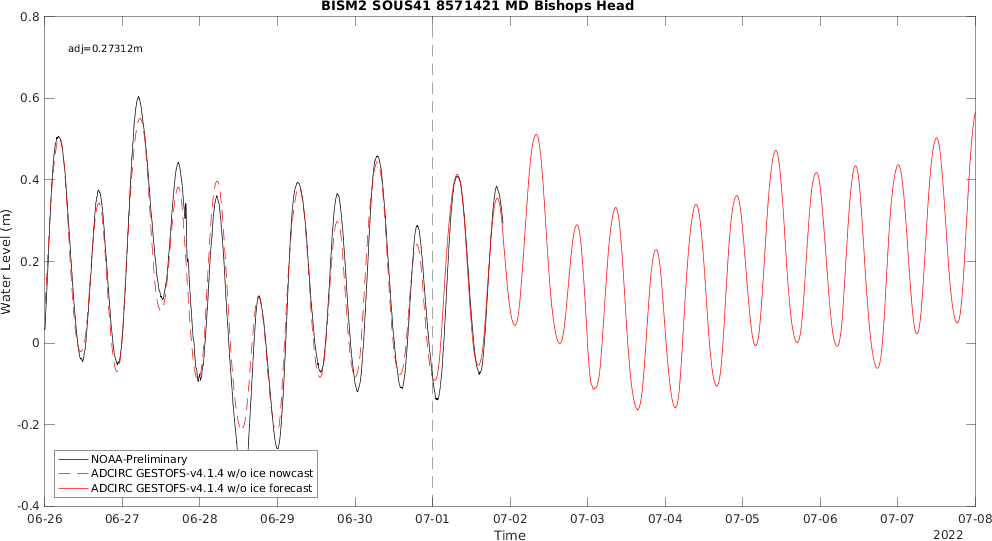 BISM2 SOUS41 8571421 MD Bishops Head
adj=0.27312m
Water Level (m)
0.8
0.6
0.4
0.2
0
-0.2
-0.4
NOAA-Preliminary
ADCIRC GESTOFS-v4.1.4 w/o ice nowcast
ADCIRC GESTOFS-v4.1.4 w/o ice forecast
06-26 06-27 06-28 06-29 06-30 07-01 07-02 07-03 07-04 07-05 07-06 07-07 07-08
Time
2022